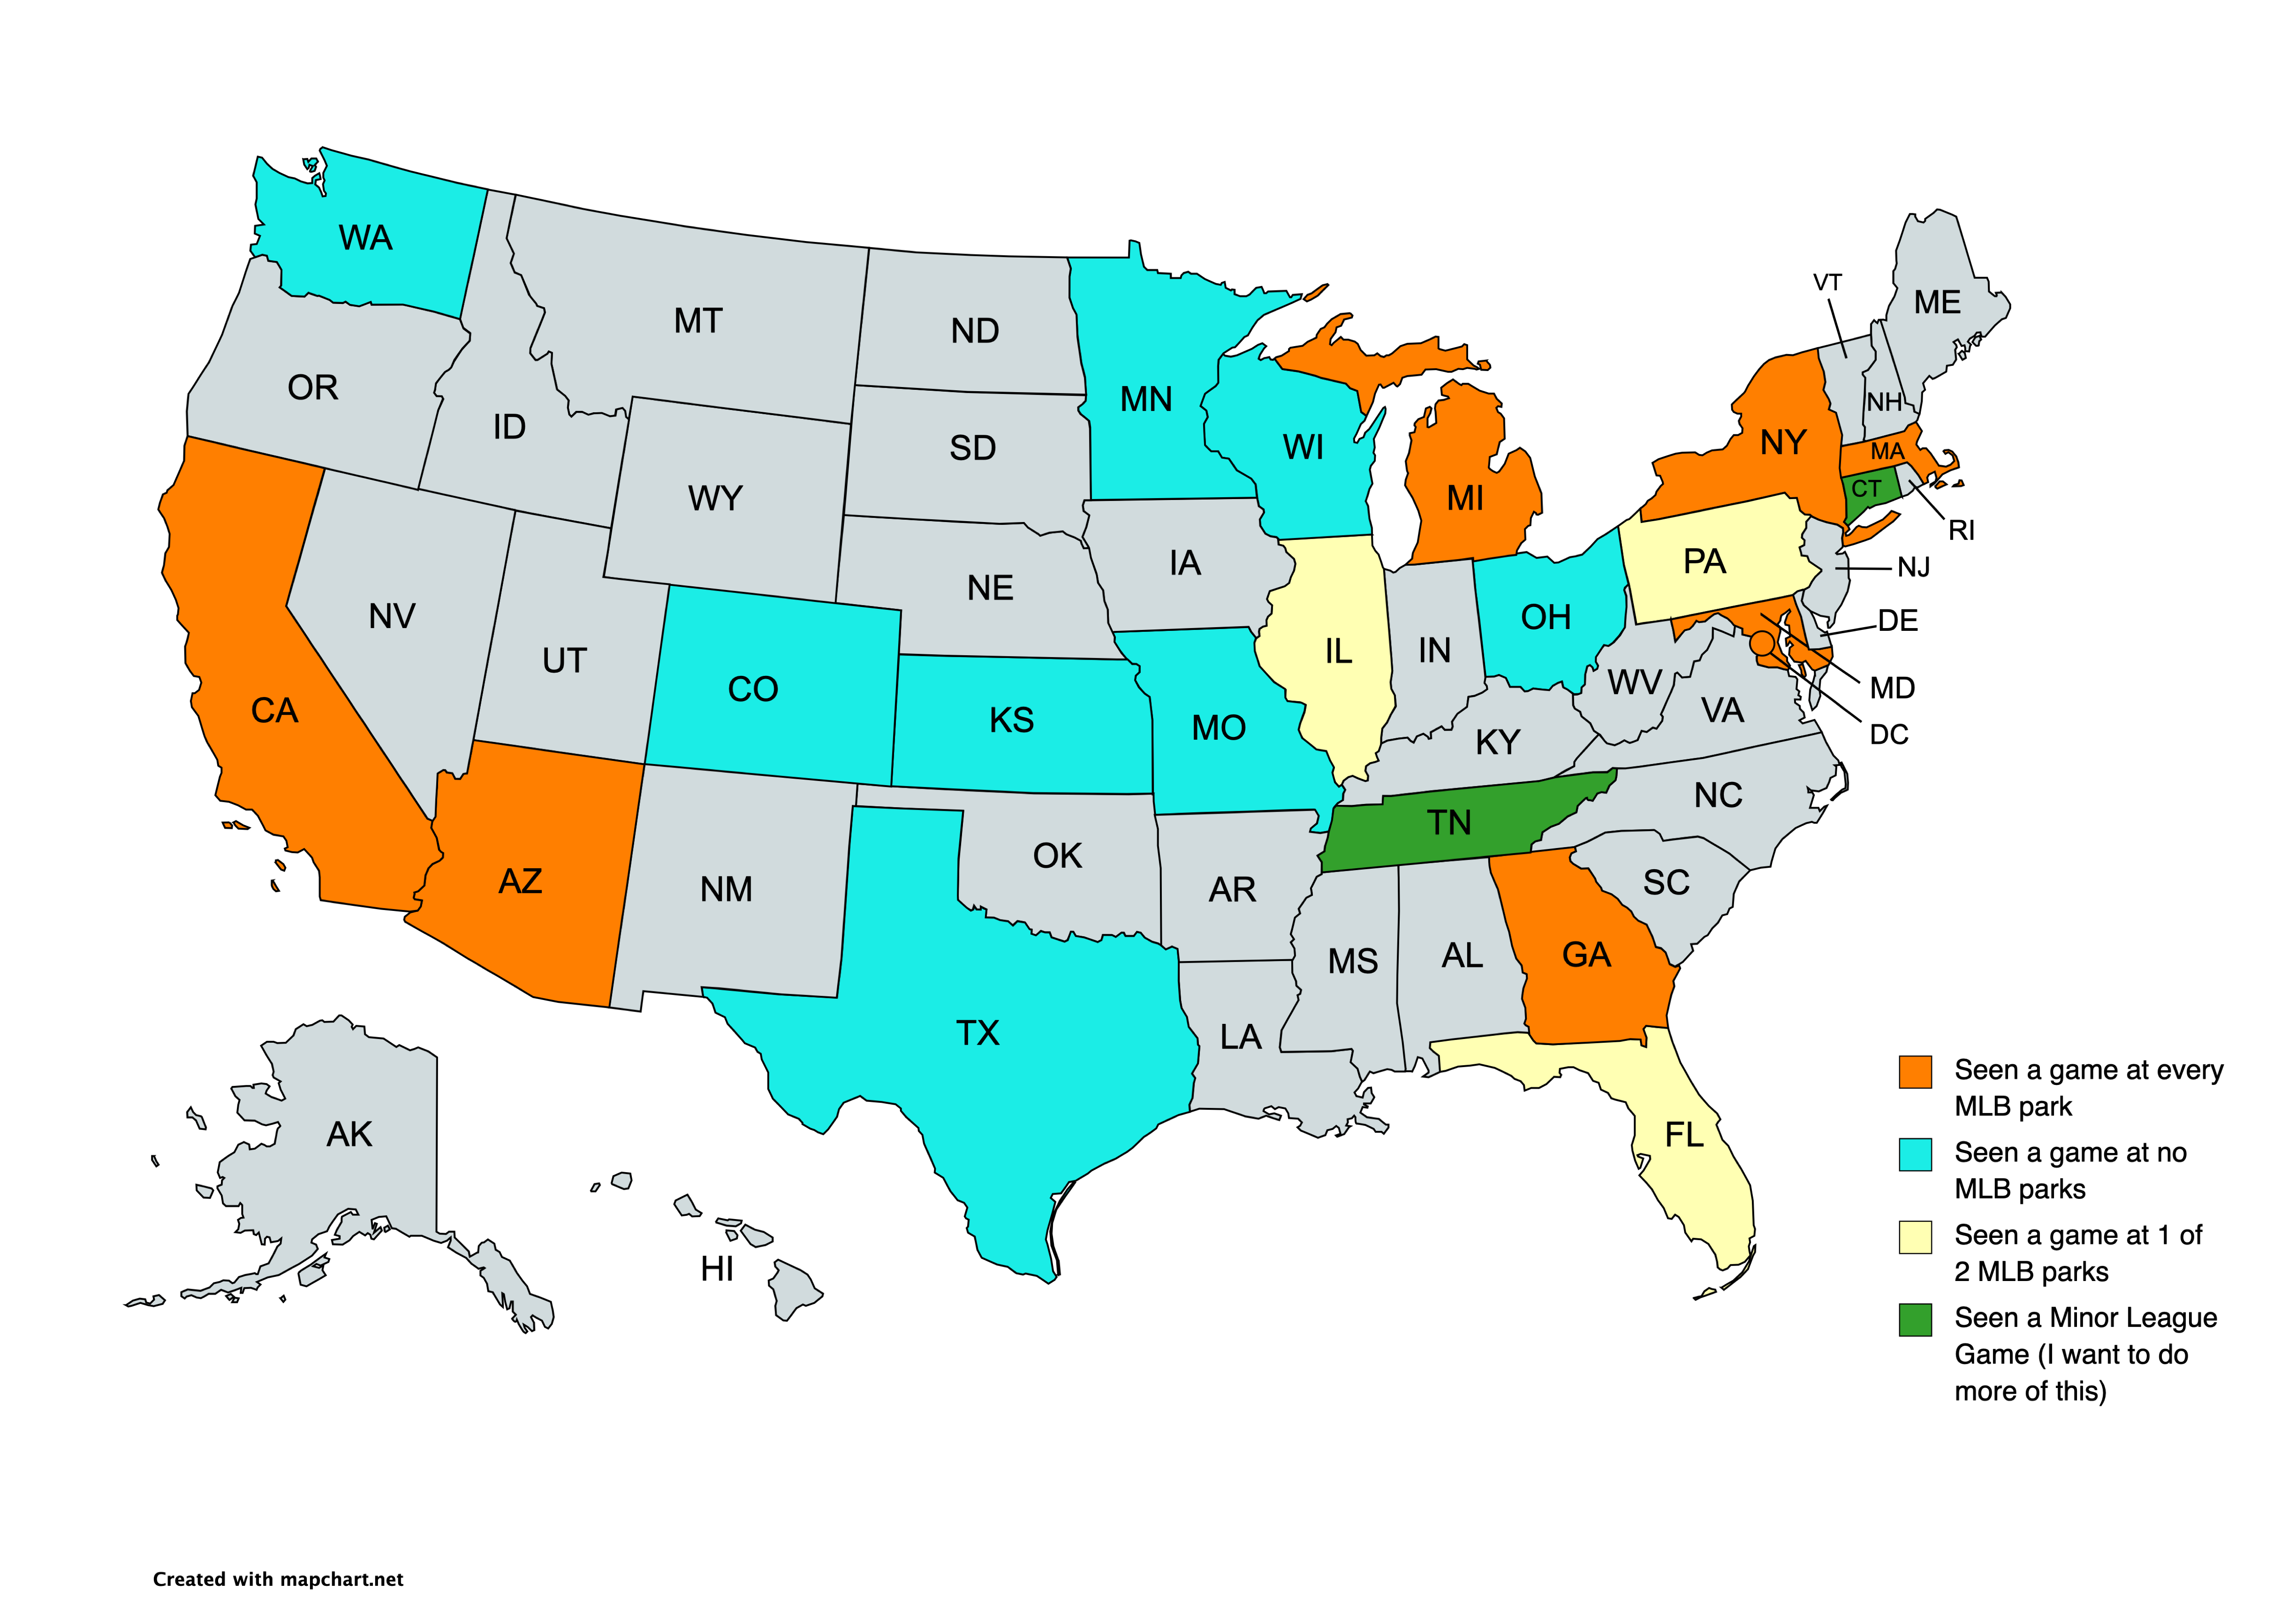 WA
MT
ND
OR
ID
MN
VT
ME
NH
NY
MA
SD
WI
WY
MI
CT
RI
IA
PA
NJ
NE
NV
OH
DE
UT
CO
IL
IN
WV
MD
CA
KS
MO
VA
DC
KY
NC
TN
AZ
NM
OK
AR
SC
MS
AL
GA
TX
LA
AK
FL
HI
Seen a game at every
MLB park
Seen a game at no
MLB parks
Seen a game at 1 of
2 MLB parks
Seen a Minor League
Game (I want to do
more of this)
Created with mapchart.net